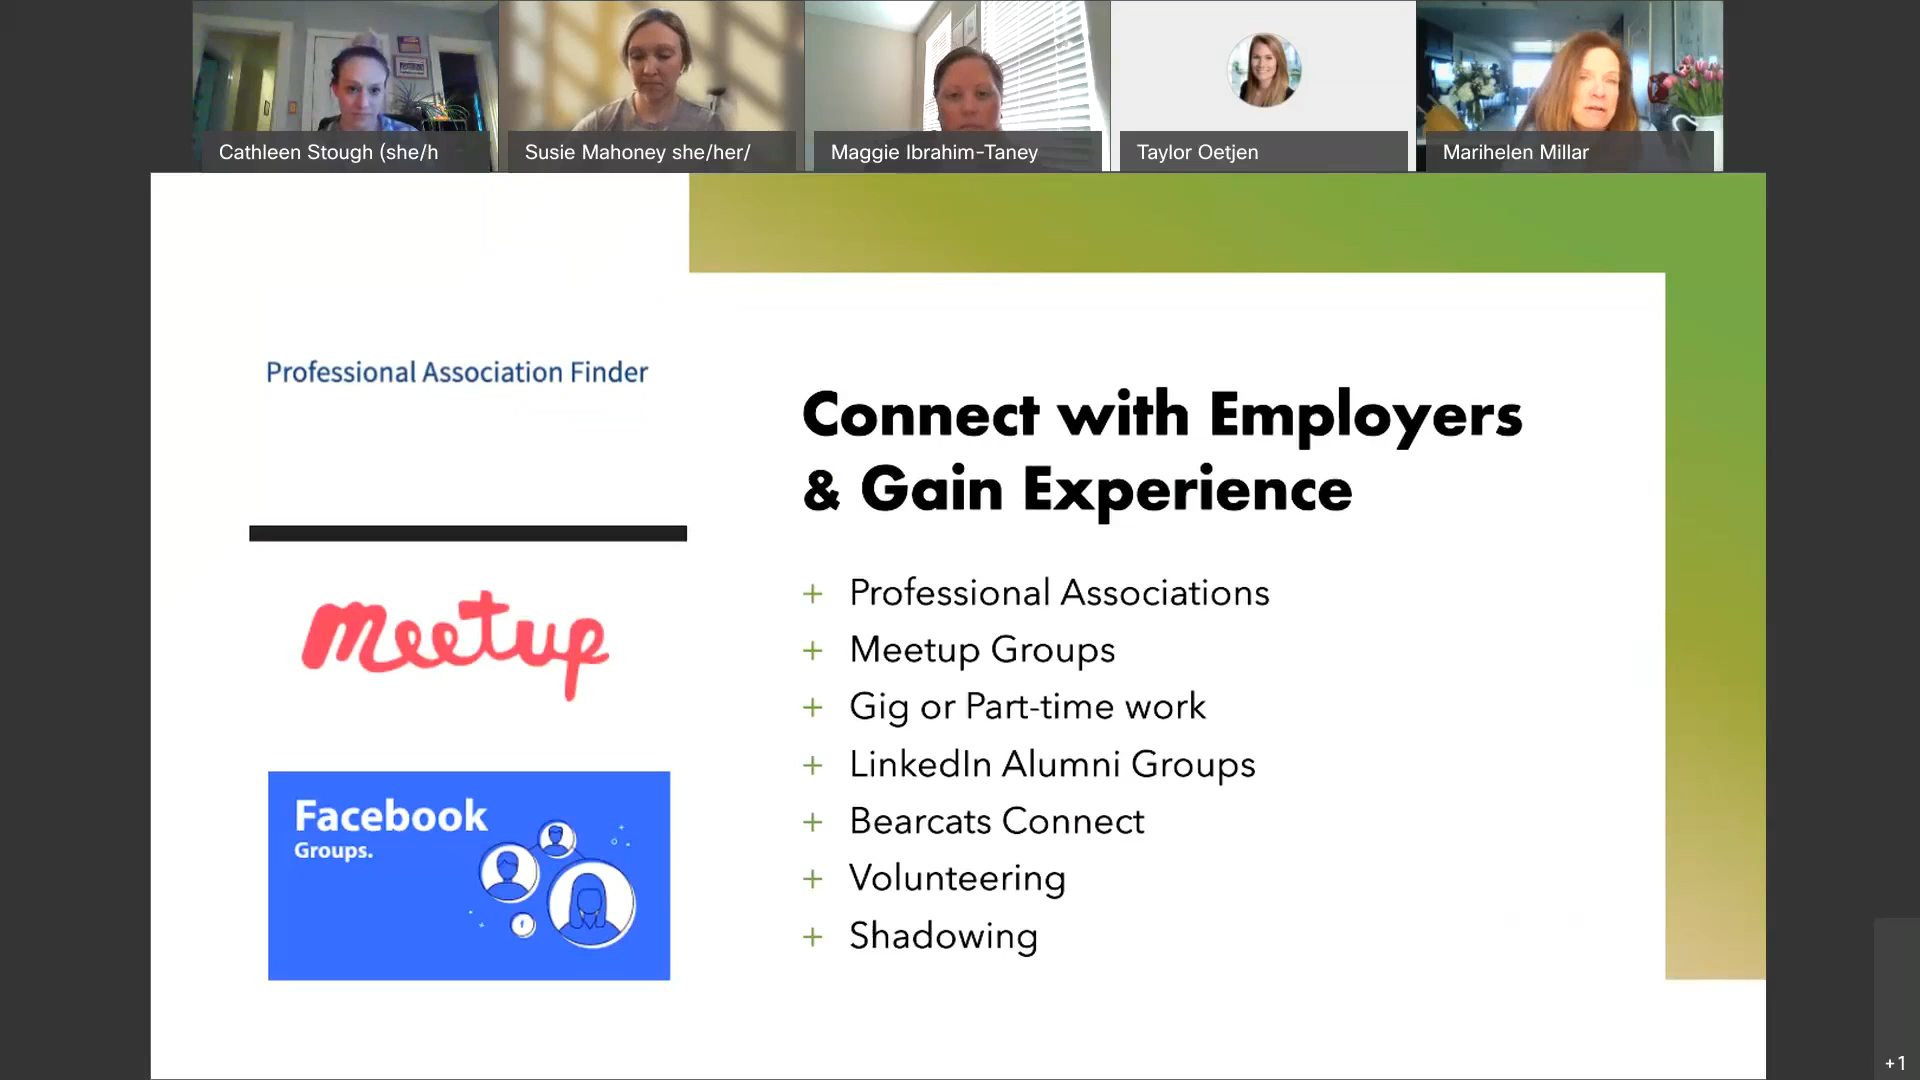 Cathleen Stough (she/h
Susie Mahoney she/her/
Maggie Ibrahim-Taney
Taylor Oetjen
Marihelen Millar
Professional Association Finder
meetup
Facebook
Groups.
Connect with Employers
& Gain Experience
+ Professional Associations
+ Meetup Groups
+ Gig or Part-time work
+ LinkedIn Alumni Groups
+ Bearcats Connect
+ Volunteering
+ Shadowing
+1